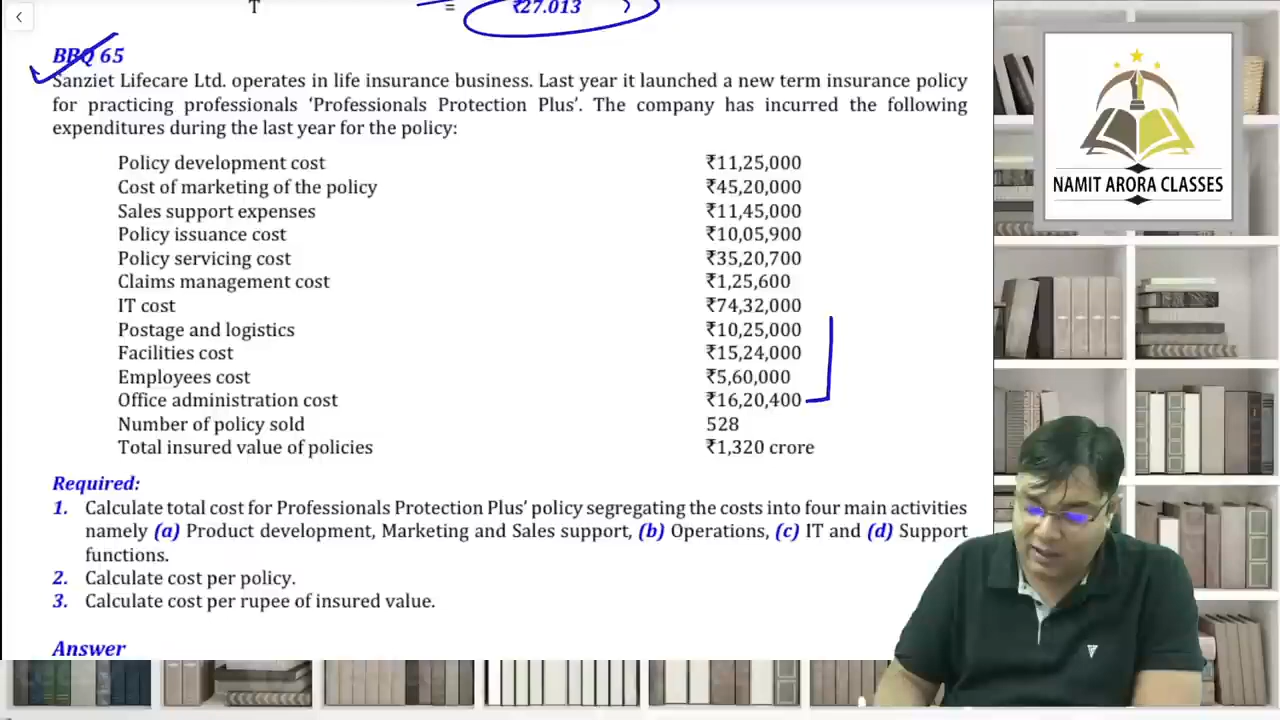 T = ₹27.013
BBQ 65
Sanziet Lifecare Ltd. operates in life insurance business. Last year it launched a new term insurance policy
for practicing professionals ‘Professionals Protection Plus’. The company has incurred the following
expenditures during the last year for the policy:
Policy development cost ₹11,25,000
Cost of marketing of the policy ₹45,20,000
Sales support expenses ₹11,45,000
Policy issuance cost ₹10,05,900
Policy servicing cost ₹35,20,700
Claims management cost ₹1,25,600
IT cost ₹74,32,000
Postage and logistics ₹10,25,000
Facilities cost ₹15,24,000
Employees cost ₹5,60,000
Office administration cost ₹16,20,400
Number of policy sold 528
Total insured value of policies ₹1,320 crore
Required:
1. Calculate total cost for Professionals Protection Plus’ policy segregating the costs into four main activities
namely (a) Product development, Marketing and Sales support, (b) Operations, (c) IT and (d) Support
functions.
2. Calculate cost per policy.
3. Calculate cost per rupee of insured value.
Answer
NAMIT ARORA CLASSES